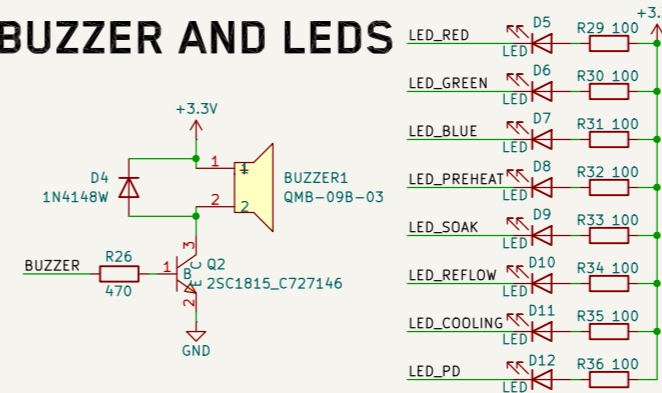 BUZZER AND LEDS
+3.3V
1
D4
1N4148W
1
BUZZER1
QMB-09B-03
2
2
3
BUZZER
R26
470
1
B
C
E
Q2
2SC1815_C727146
2
GND
+3.
LED_RED
D5
LED
R29 100
LED_GREEN
D6
LED
R30 100
LED_BLUE
D7
LED
R31 100
LED_PREHEAT
D8
LED
R32 100
LED_SOAK
D9
LED
R33 100
LED_REFLOW
D10
LED
R34 100
LED_COOLING
D11
LED
R35 100
LED_PD
D12
LED
R36 100